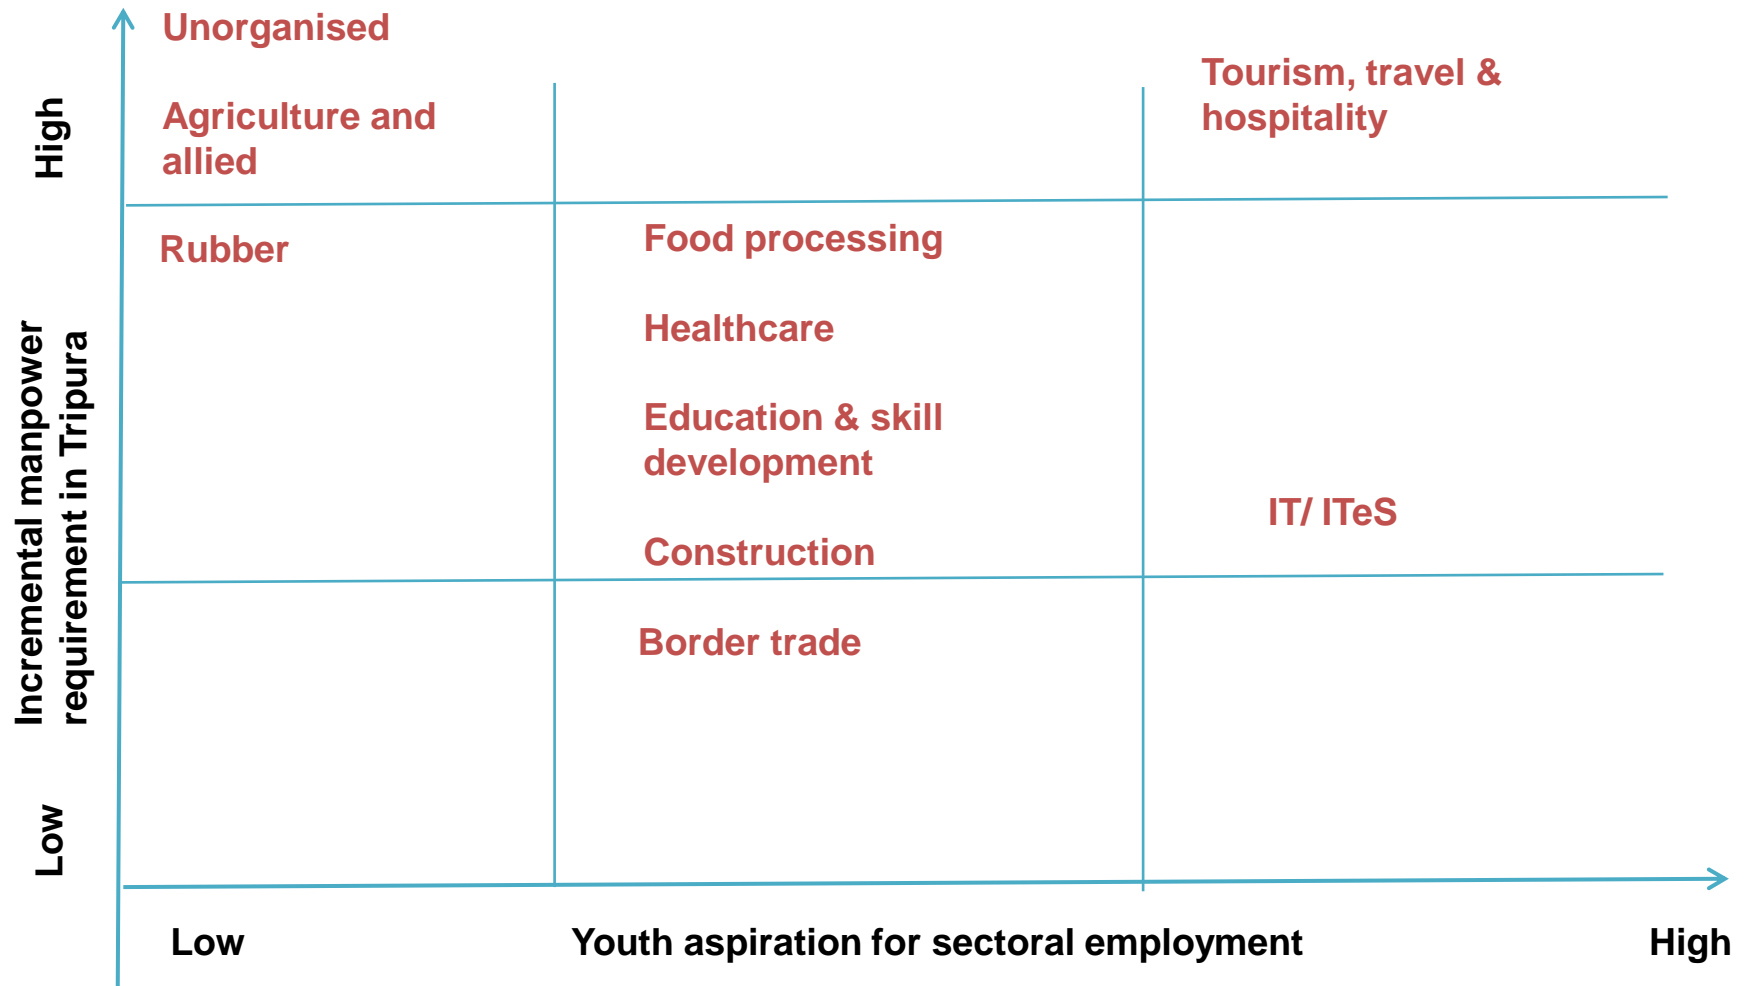 Unorganised
Tourism, travel &
hospitality
High
Agriculture and
allied
Rubber
Food processing
Healthcare
Education & skill
development
IT/ ITeS
Construction
Border trade
Incremental manpower
requirement in Tripura
Low
Low
Youth aspiration for sectoral employment
High